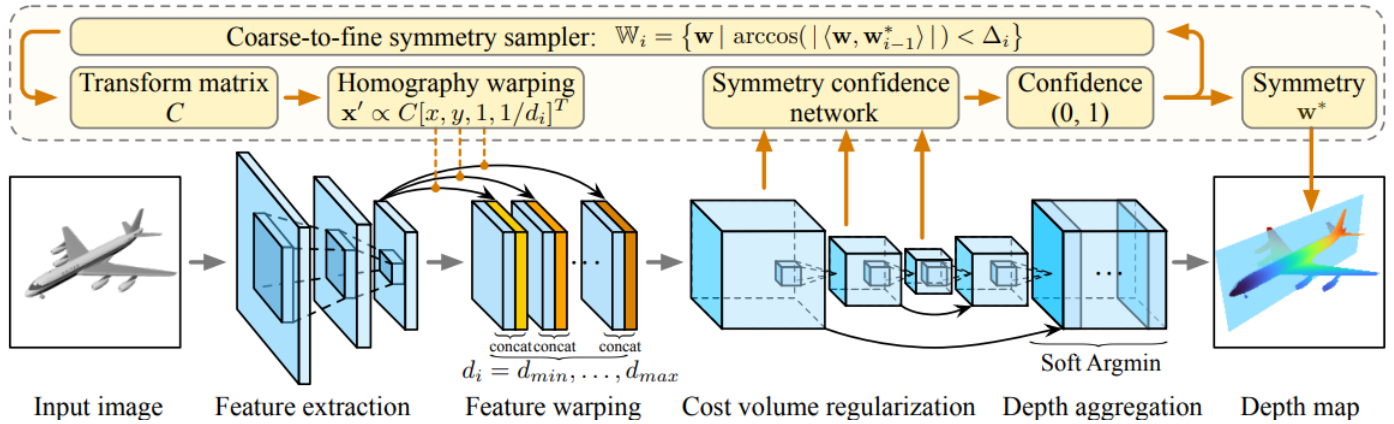 Coarse-to-fine symmetry sampler: 𝕎ᵢ = {𝐰 | arccos(|⟨𝐰, 𝐰*ᵢ₋₁⟩|) < Δᵢ}
Transform matrix
C
Homography warping
𝐱′ ∝ C[x, y, 1, 1/dᵢ]ᵀ
Symmetry confidence
network
Confidence
(0, 1)
Symmetry
𝐰*
...
...
concat concat concat
dᵢ = dₘᵢₙ, . . . , dₘₐₓ
Soft Argmin
Input image
Feature extraction
Feature warping
Cost volume regularization
Depth aggregation
Depth map